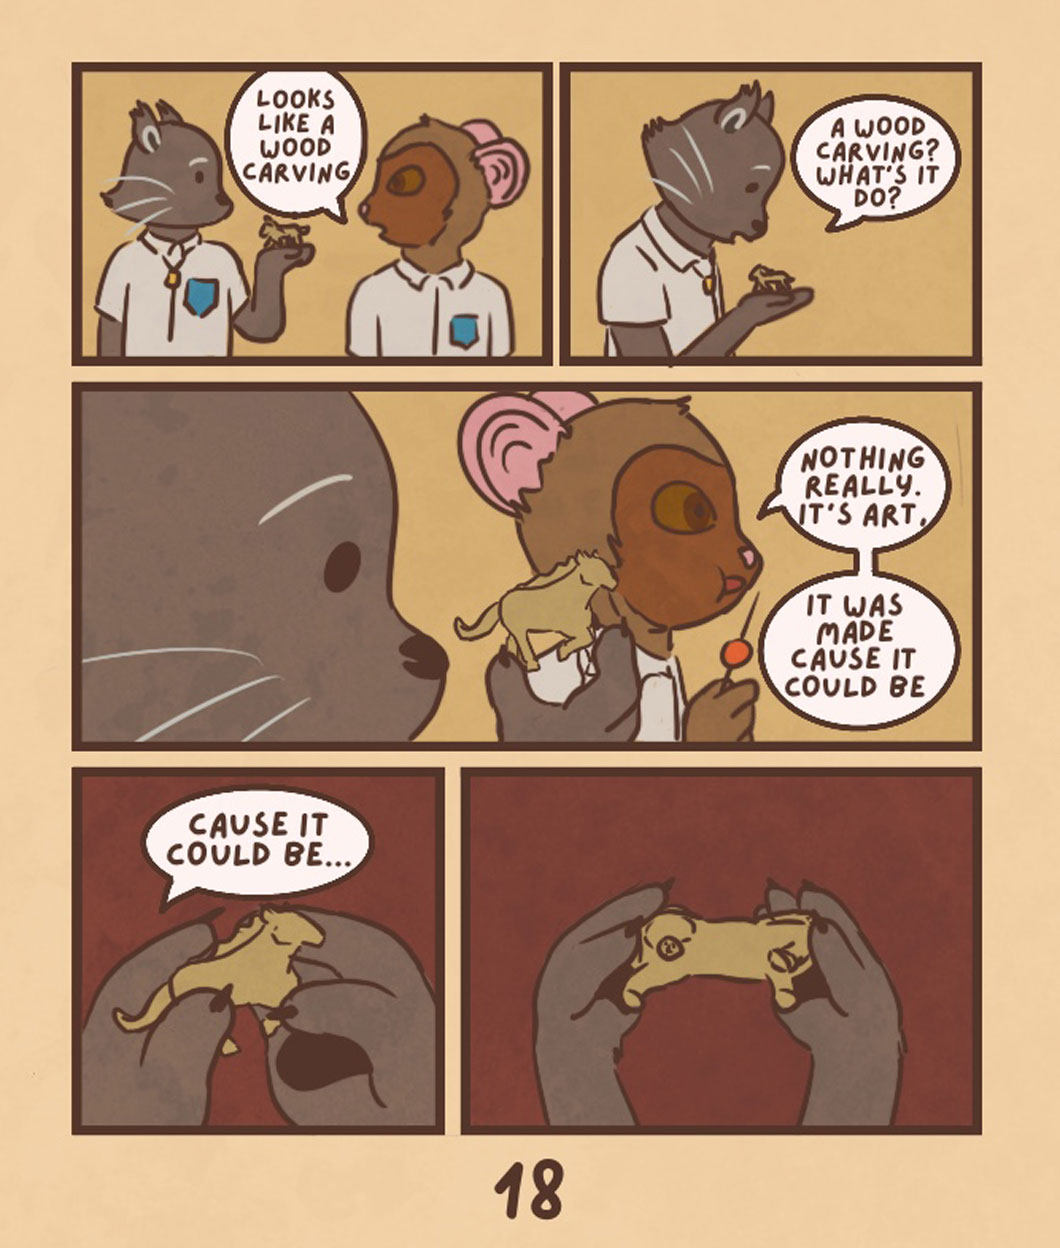 LOOKS
LIKE A
WOOD
CARVING
A WOOD
CARVING?
WHAT'S IT
DO?
NOTHING
REALLY.
IT'S ART.
IT WAS
MADE
CAUSE IT
COULD BE
CAUSE IT
COULD BE...
18